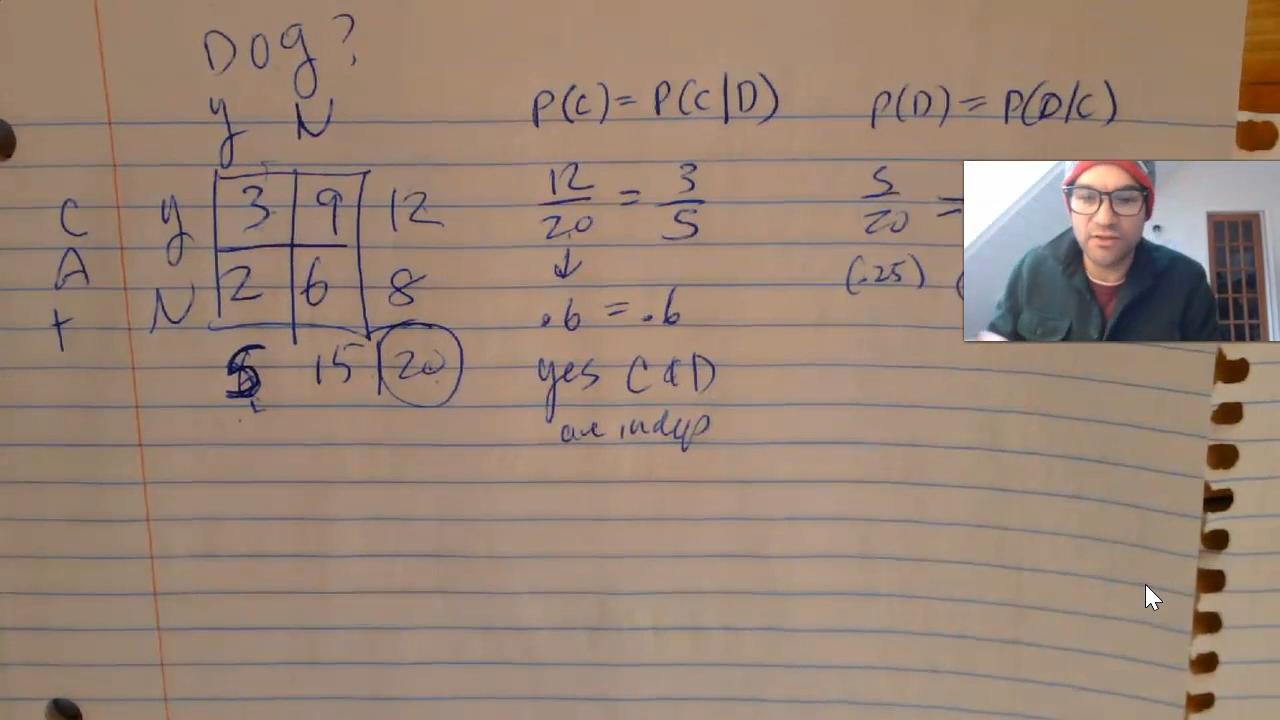 Dog?
y N
C y 3 9 12
A
t N 2 6 8
5 15 20
P(C) = P(C|D)
12/20 = 3/5
↓
.6 = .6
yes C & D
are indep
P(D) = P(D|C)
5/20 =
(.25) (